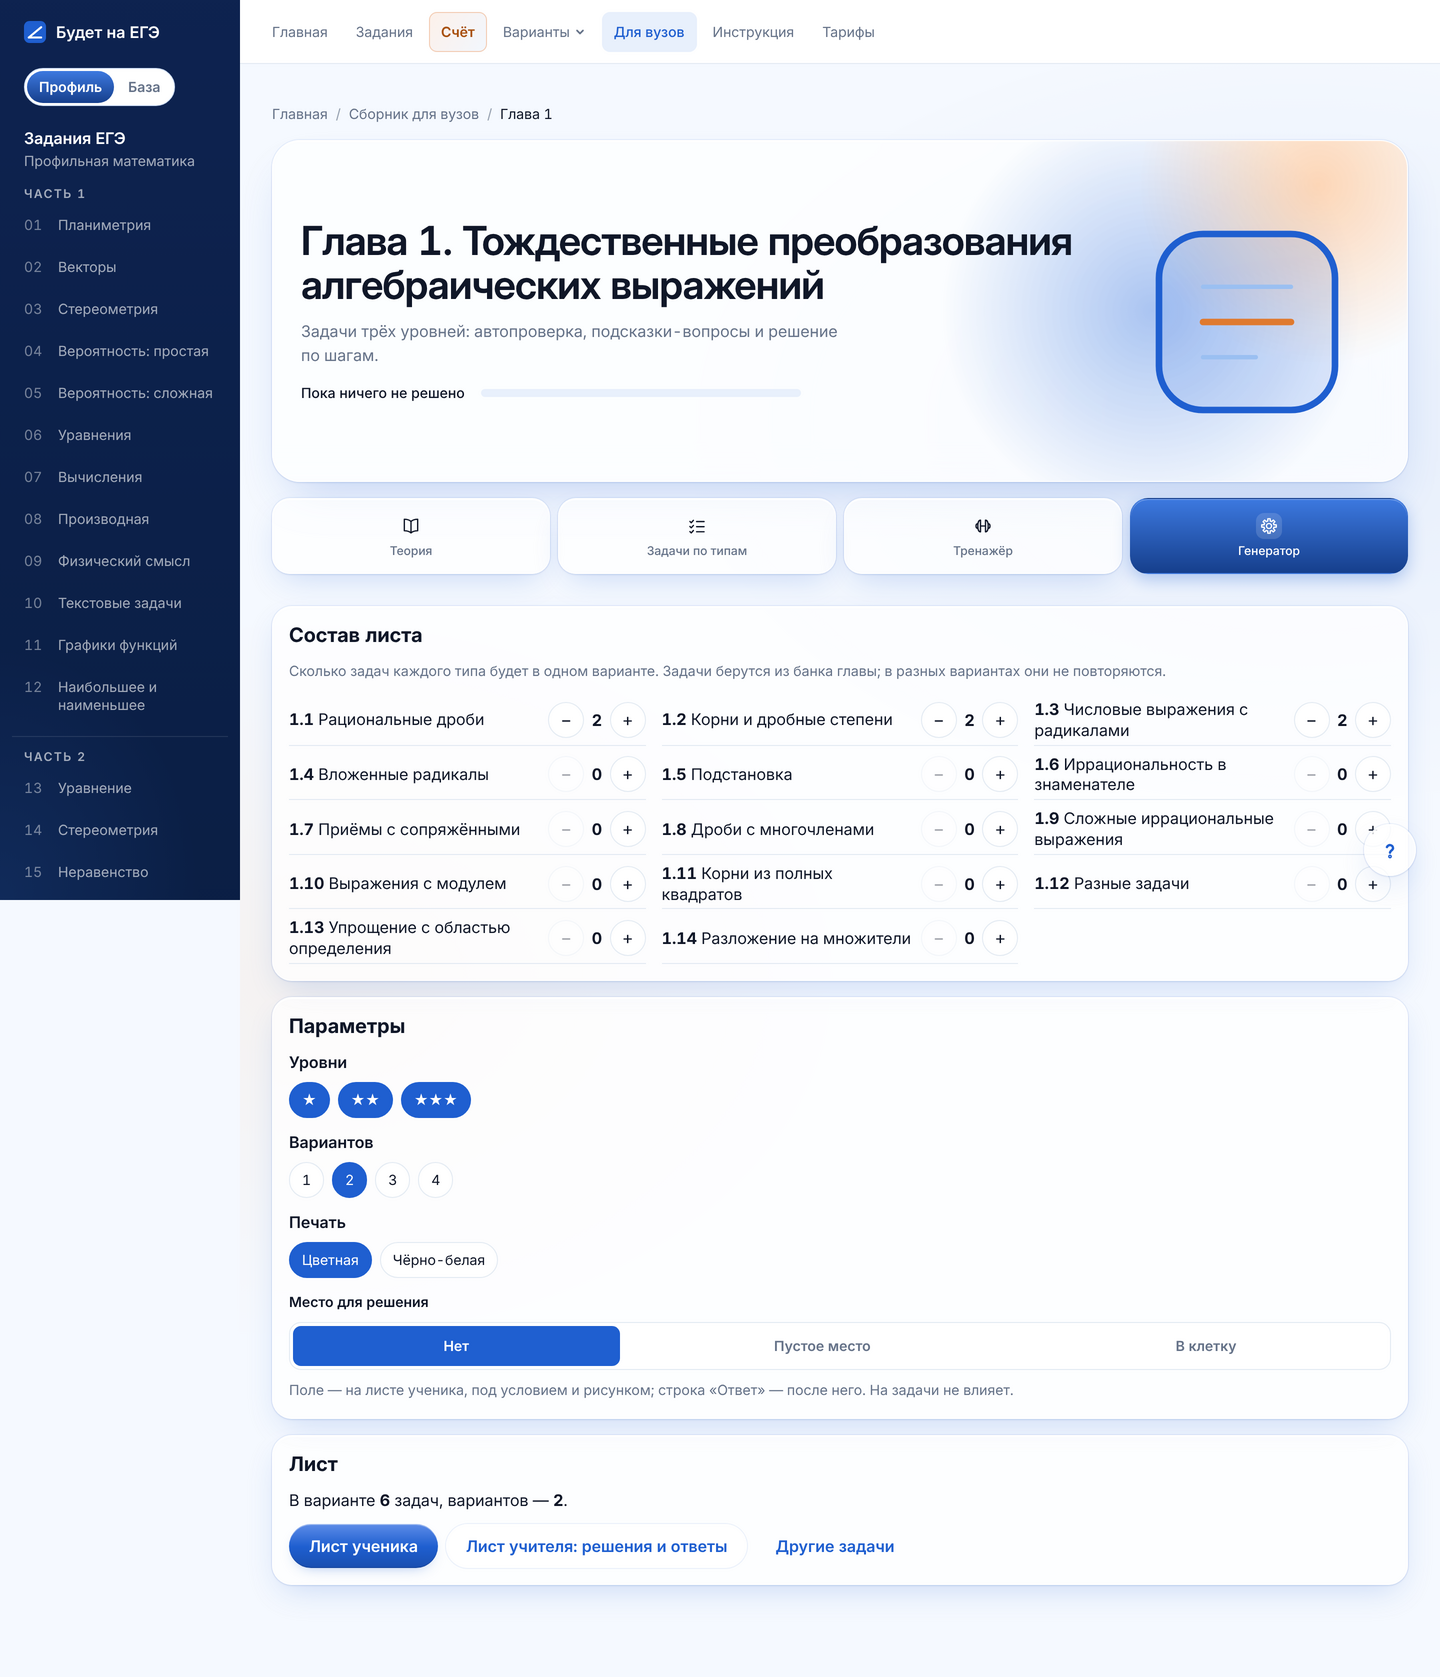 Будет на ЕГЭ
Профиль База
Задания ЕГЭ
Профильная математика
ЧАСТЬ 1
01 Планиметрия
02 Векторы
03 Стереометрия
04 Вероятность: простая
05 Вероятность: сложная
06 Уравнения
07 Вычисления
08 Производная
09 Физический смысл
10 Текстовые задачи
11 Графики функций
12 Наибольшее и
наименьшее
ЧАСТЬ 2
13 Уравнение
14 Стереометрия
15 Неравенство
Главная Задания Счёт Варианты Для вузов Инструкция Тарифы
Главная / Сборник для вузов / Глава 1
Глава 1. Тождественные преобразования
алгебраических выражений
Задачи трёх уровней: автопроверка, подсказки-вопросы и решение
по шагам.
Пока ничего не решено
Теория Задачи по типам Тренажёр Генератор
Состав листа
Сколько задач каждого типа будет в одном варианте. Задачи берутся из банка главы; в разных вариантах они не повторяются.
1.1 Рациональные дроби − 2 +
1.2 Корни и дробные степени − 2 +
1.3 Числовые выражения с
радикалами − 2 +
1.4 Вложенные радикалы − 0 +
1.5 Подстановка − 0 +
1.6 Иррациональность в
знаменателе − 0 +
1.7 Приёмы с сопряжёнными − 0 +
1.8 Дроби с многочленами − 0 +
1.9 Сложные иррациональные
выражения − 0 +
?
1.10 Выражения с модулем − 0 +
1.11 Корни из полных
квадратов − 0 +
1.12 Разные задачи − 0 +
1.13 Упрощение с областью
определения − 0 +
1.14 Разложение на множители − 0 +
Параметры
Уровни
★ ★★ ★★★
Вариантов
1 2 3 4
Печать
Цветная Чёрно-белая
Место для решения
Нет Пустое место В клетку
Поле — на листе ученика, под условием и рисунком; строка «Ответ» — после него. На задачи не влияет.
Лист
В варианте 6 задач, вариантов — 2.
Лист ученика Лист учителя: решения и ответы Другие задачи